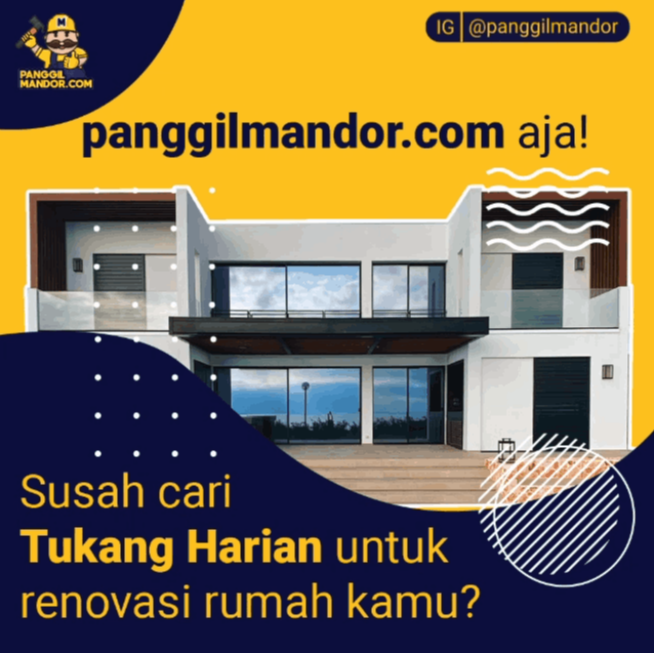 PANGGIL
MANDOR.COM
IG | @panggilmandor
panggilmandor.com aja!
Susah cari
Tukang Harian untuk
renovasi rumah kamu?